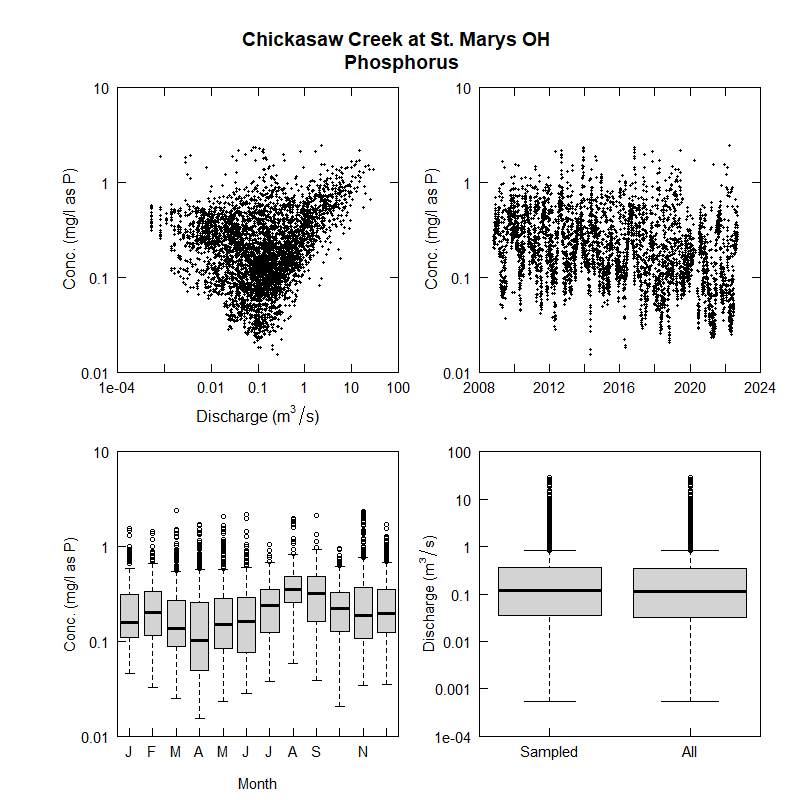 Chickasaw Creek at St. Marys OH
Phosphorus
10
1
0.1
0.01
Conc. (mg/l as P)
1e-04 0.01 0.1 1 10 100
Discharge (m³/s)
10
1
0.1
0.01
Conc. (mg/l as P)
2008 2012 2016 2020 2024
10
1
0.1
0.01
Conc. (mg/l as P)
J F M A M J J A S N
Month
100
10
1
0.1
0.01
0.001
1e-04
Discharge (m³/s)
Sampled All